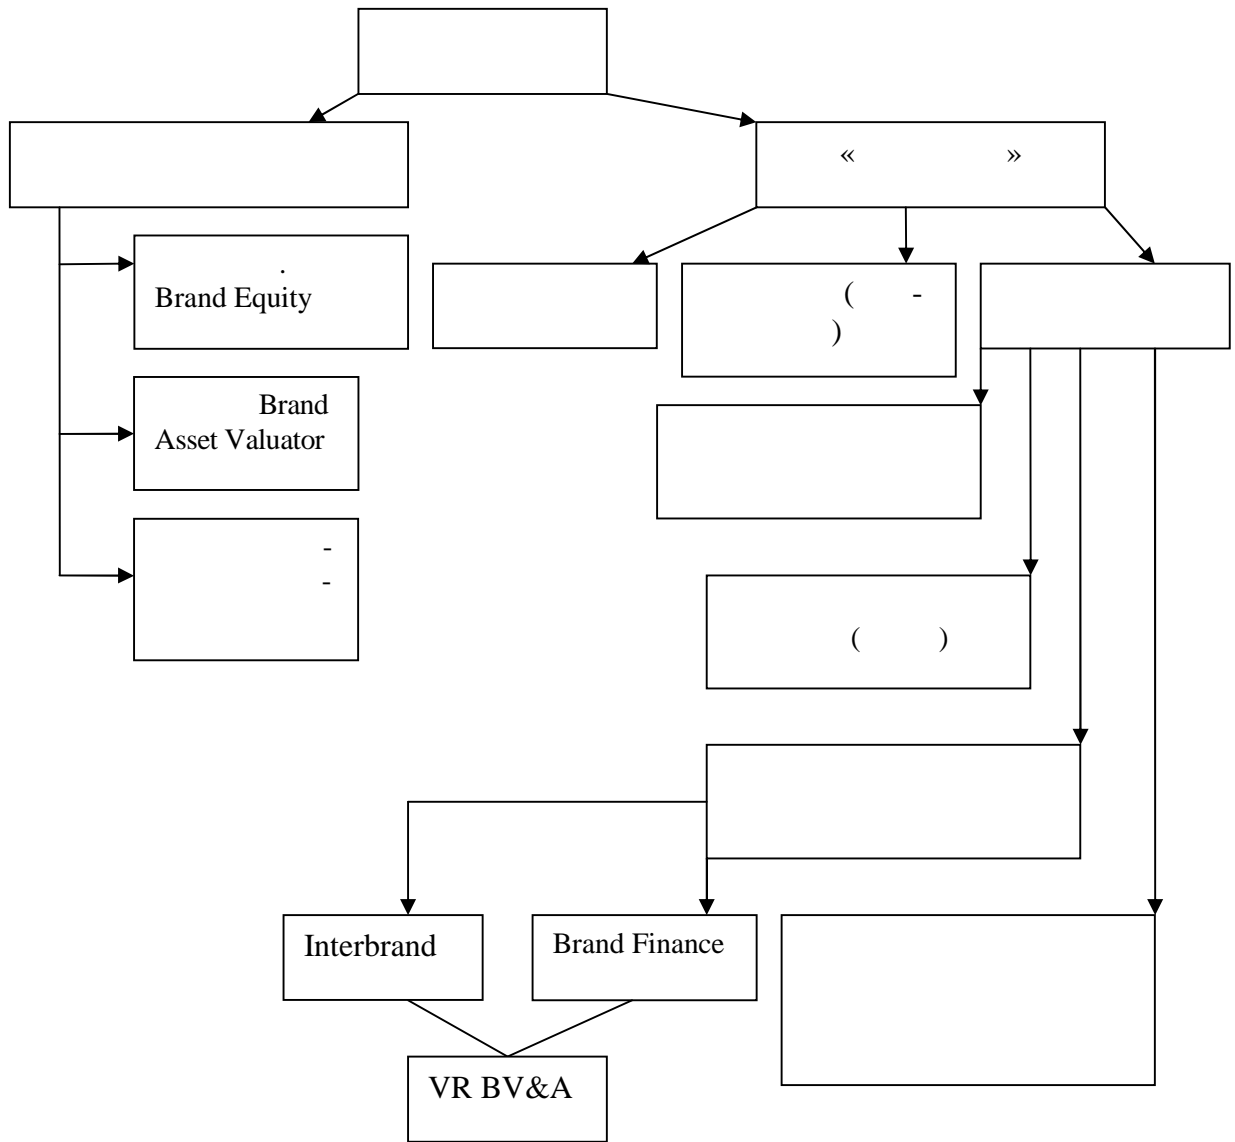 «            »
.
Brand Equity
(        -
)
Brand
Asset Valuator
-
-
(        )
Interbrand
Brand Finance
VR BV&A